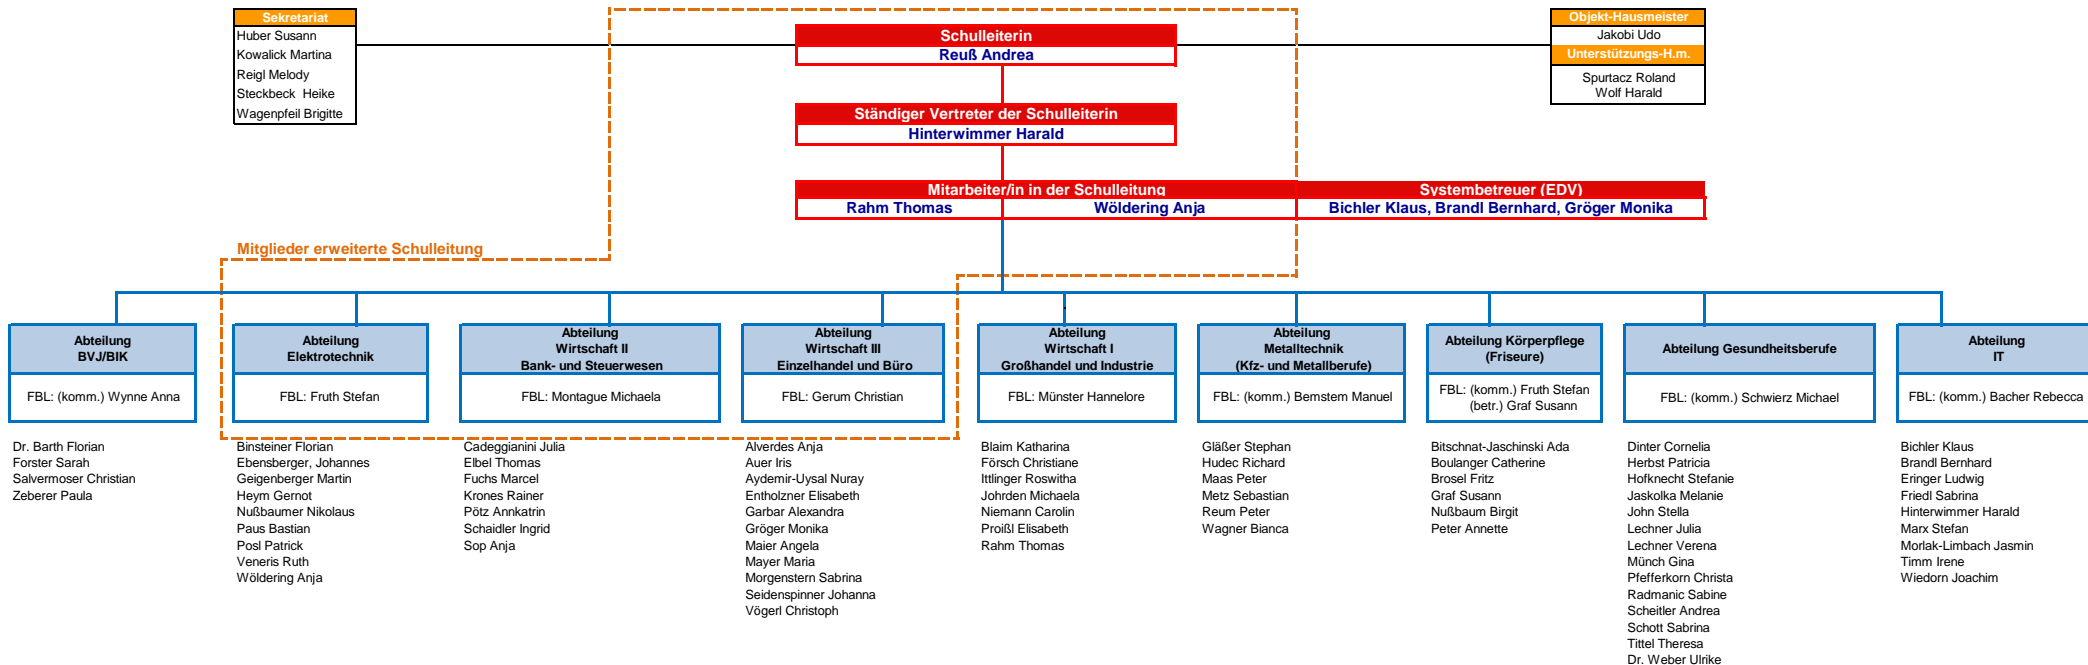 Sekretariat
Huber Susann
Kowalick Martina
Reigl Melody
Steckbeck  Heike
Wagenpfeil Brigitte
Schulleiterin
Reuß Andrea
Objekt-Hausmeister
Jakobi Udo
Unterstützungs-H.m.
Spurtacz Roland
Wolf Harald
Ständiger Vertreter der Schulleiterin
Hinterwimmer Harald
Mitarbeiter/in in der Schulleitung
Rahm Thomas
Wöldering Anja
Systembetreuer (EDV)
Bichler Klaus, Brandl Bernhard, Gröger Monika
Mitglieder erweiterte Schulleitung
Abteilung
BVJ/BIK
FBL: (komm.) Wynne Anna
Dr. Barth Florian
Forster Sarah
Salvermoser Christian
Zeberer Paula
Abteilung
Elektrotechnik
FBL: Fruth Stefan
Binsteiner Florian
Ebensberger, Johannes
Geigenberger Martin
Heym Gernot
Nußbaumer Nikolaus
Paus Bastian
Posl Patrick
Veneris Ruth
Wöldering Anja
Abteilung
Wirtschaft II
Bank- und Steuerwesen
FBL: Montague Michaela
Cadeggianini Julia
Elbel Thomas
Fuchs Marcel
Krones Rainer
Pötz Annkatrin
Schaidler Ingrid
Sop Anja
Abteilung
Wirtschaft III
Einzelhandel und Büro
FBL: Gerum Christian
Alverdes Anja
Auer Iris
Aydemir-Uysal Nuray
Entholzner Elisabeth
Garbar Alexandra
Gröger Monika
Maier Angela
Mayer Maria
Morgenstern Sabrina
Seidenspinner Johanna
Vögerl Christoph
Abteilung
Wirtschaft I
Großhandel und Industrie
FBL: Münster Hannelore
Blaim Katharina
Försch Christiane
Ittlinger Roswitha
Johrden Michaela
Niemann Carolin
Proißl Elisabeth
Rahm Thomas
Abteilung
Metalltechnik
(Kfz- und Metallberufe)
FBL: (komm.) Bernstern Manuel
Gläßer Stephan
Hudec Richard
Maas Peter
Metz Sebastian
Reum Peter
Wagner Bianca
Abteilung Körperpflege
(Friseure)
FBL: (komm.) Fruth Stefan
(betr.) Graf Susann
Bitschnat-Jaschinski Ada
Boulanger Catherine
Brosel Fritz
Graf Susann
Nußbaum Birgit
Peter Annette
Abteilung Gesundheitsberufe
FBL: (komm.) Schwierz Michael
Dinter Cornelia
Herbst Patricia
Hofknecht Stefanie
Jaskolka Melanie
John Stella
Lechner Julia
Lechner Verena
Münch Gina
Pfefferkorn Christa
Radmanic Sabine
Scheitler Andrea
Schott Sabrina
Tittel Theresa
Dr. Weber Ulrike
Abteilung
IT
FBL: (komm.) Bacher Rebecca
Bichler Klaus
Brandl Bernhard
Eringer Ludwig
Friedl Sabrina
Hinterwimmer Harald
Marx Stefan
Morlak-Limbach Jasmin
Timm Irene
Wiedorn Joachim